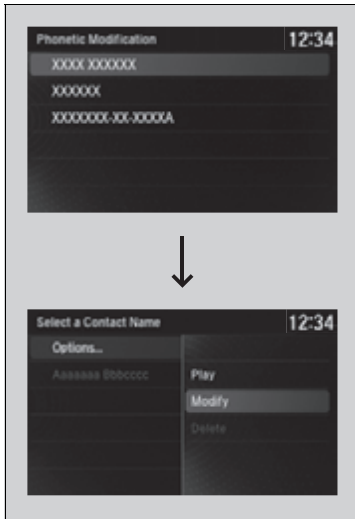 Phonetic Modification 12:34
XXXX XXXXXX
XXXXXX
XXXXXXX-XX-XXXXA
Select a Contact Name 12:34
Options...
Aaaaaaa Bbbcccc
Play
Modify
Delete